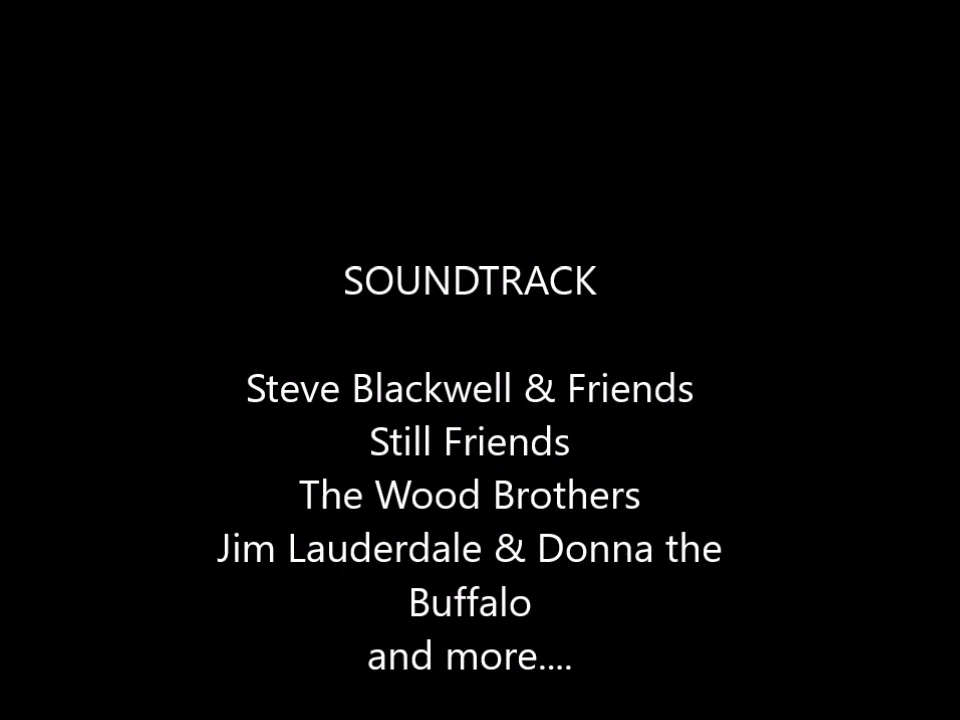 SOUNDTRACK
Steve Blackwell & Friends
Still Friends
The Wood Brothers
Jim Lauderdale & Donna the
Buffalo
and more....